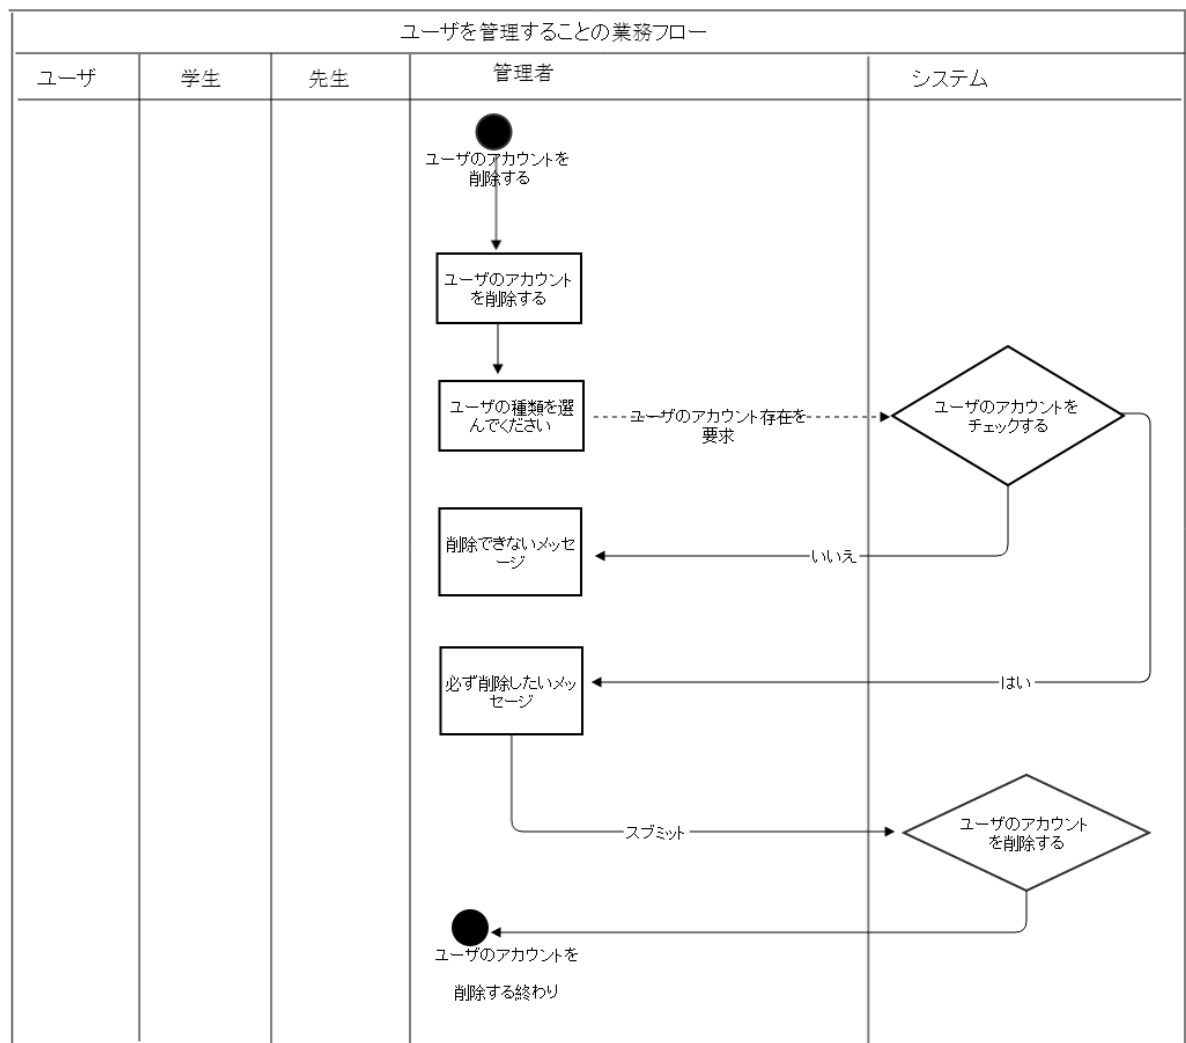 ユーザを管理することの業務フロー
ユーザ
学生
先生
管理者
システム
ユーザのアカウントを
削除する
ユーザのアカウント
を削除する
ユーザの種類を選
んでください
ユーザのアカウント存在を
要求
ユーザのアカウントを
チェックする
削除できないメッセ
ージ
いいえ
必ず削除したいメッ
セージ
はい
スブミット
ユーザのアカウント
を削除する
ユーザのアカウントを
削除する終わり